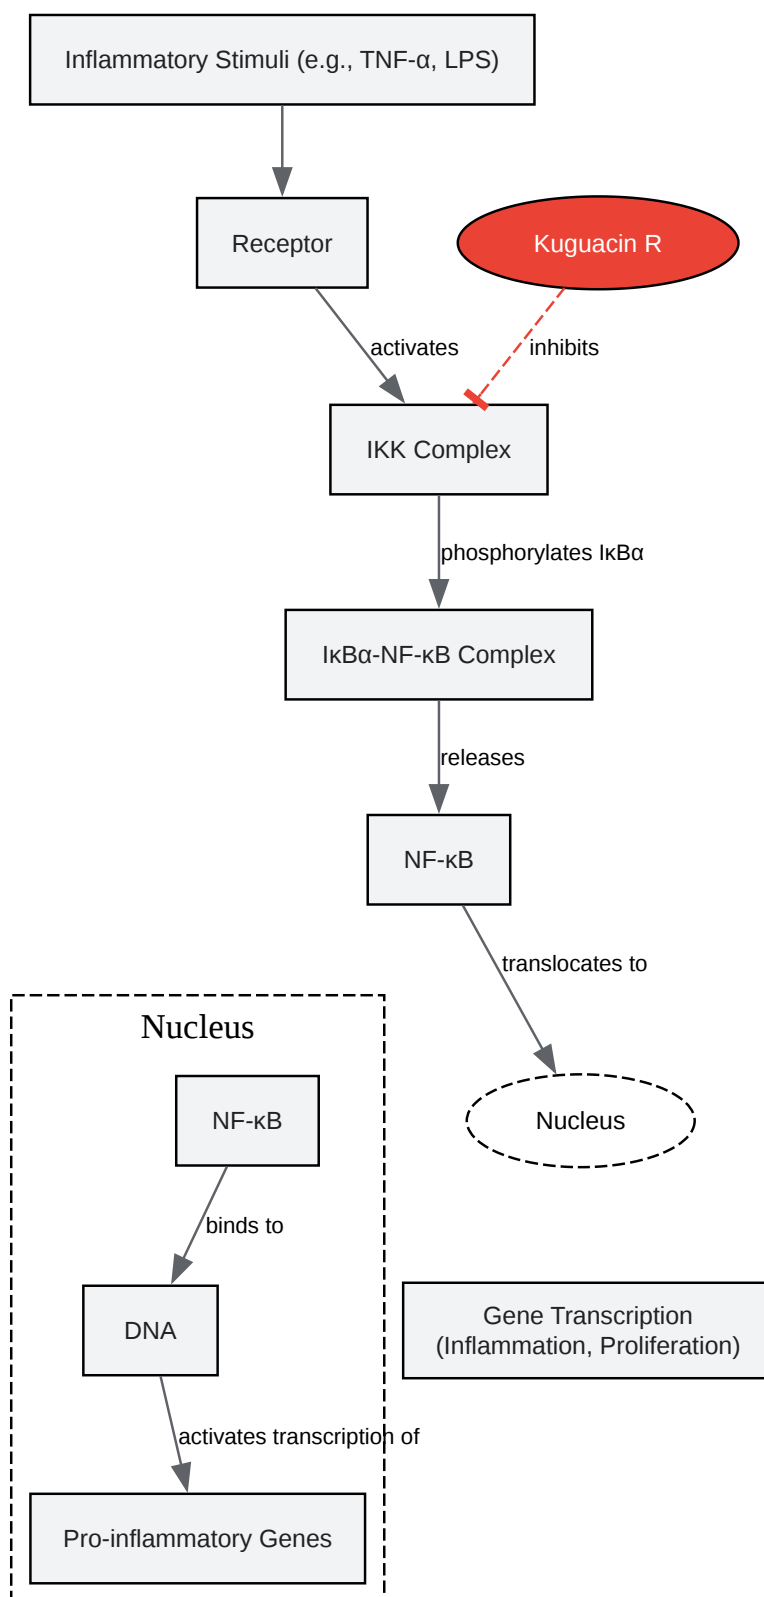 Inflammatory Stimuli (e.g., TNF-α, LPS)
Receptor
Kuguacin R
activates
inhibits
IKK Complex
phosphorylates IκBα
IκBα-NF-κB Complex
releases
NF-κB
translocates to
Nucleus
NF-κB
Nucleus
binds to
DNA
Gene Transcription
(Inflammation, Proliferation)
activates transcription of
Pro-inflammatory Genes